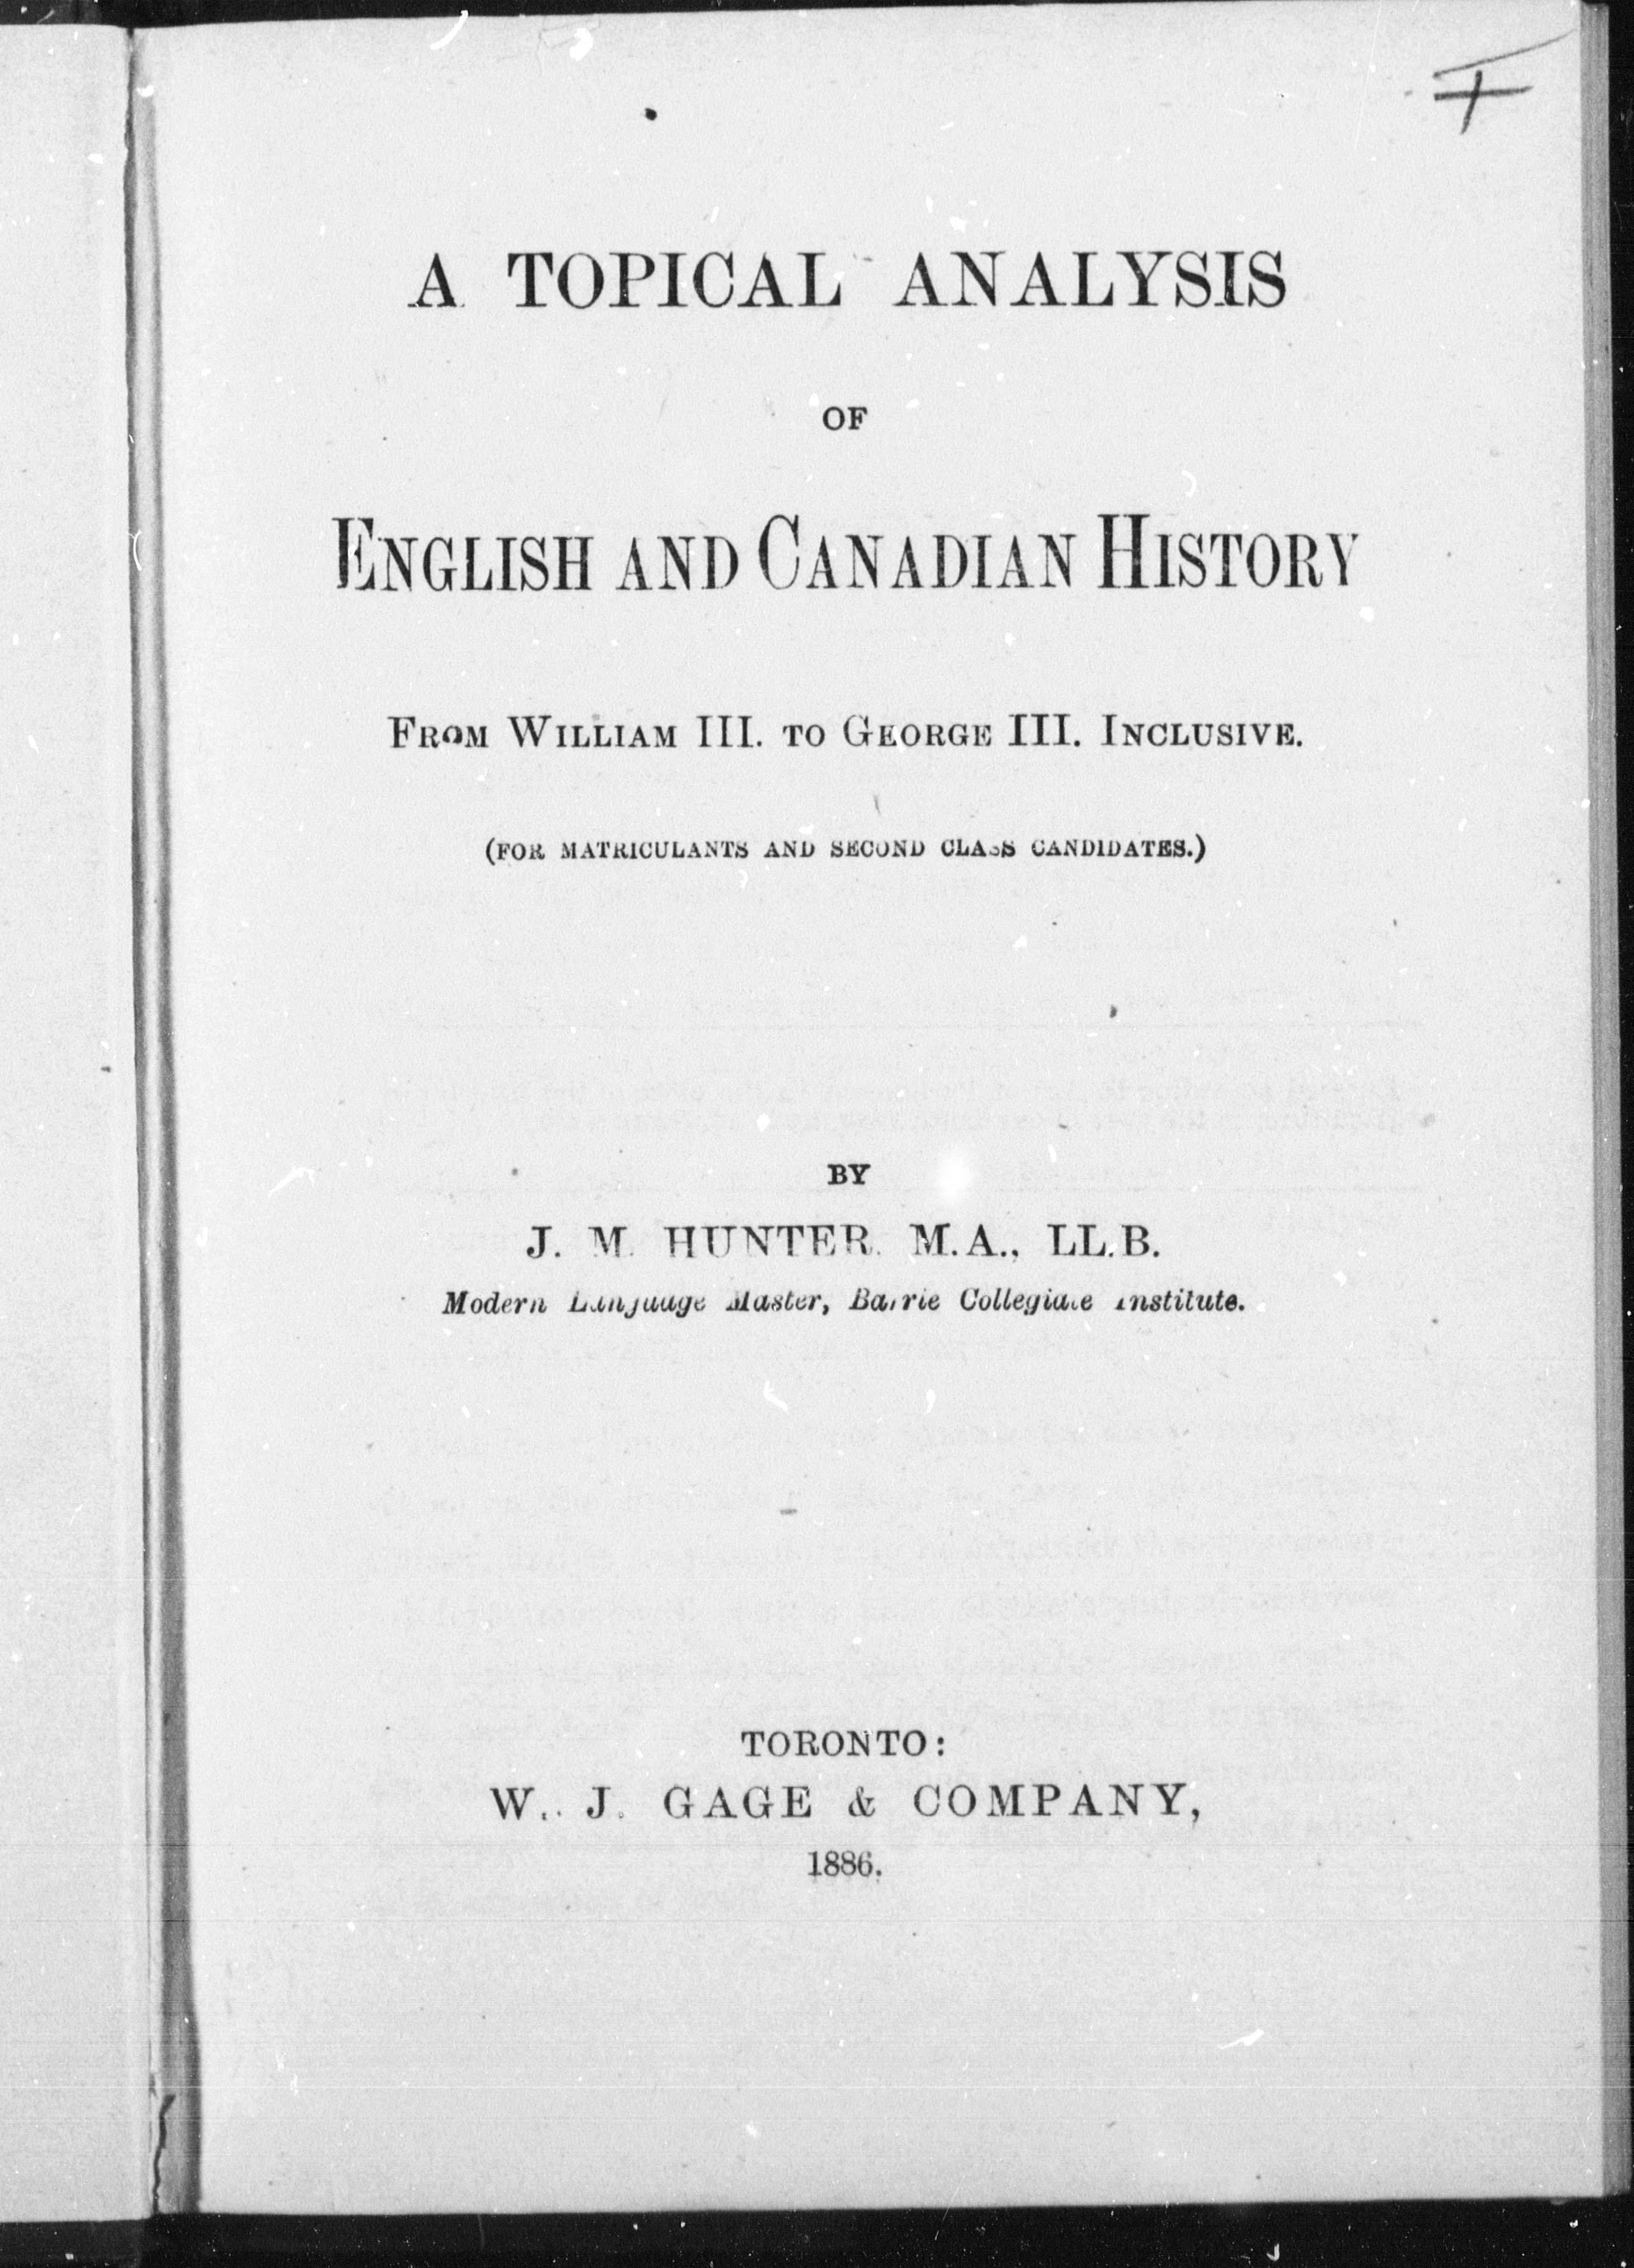 A TOPICAL ANALYSIS
OF
ENGLISH AND CANADIAN HISTORY
FROM WILLIAM III. TO GEORGE III. INCLUSIVE.
(FOR MATRICULANTS AND SECOND CLASS CANDIDATES.)
BY
J. M. HUNTER. M.A., LL.B.
Modern Language Master, Barrie Collegiate Institute.
TORONTO:
W. J. GAGE & COMPANY,
1886.